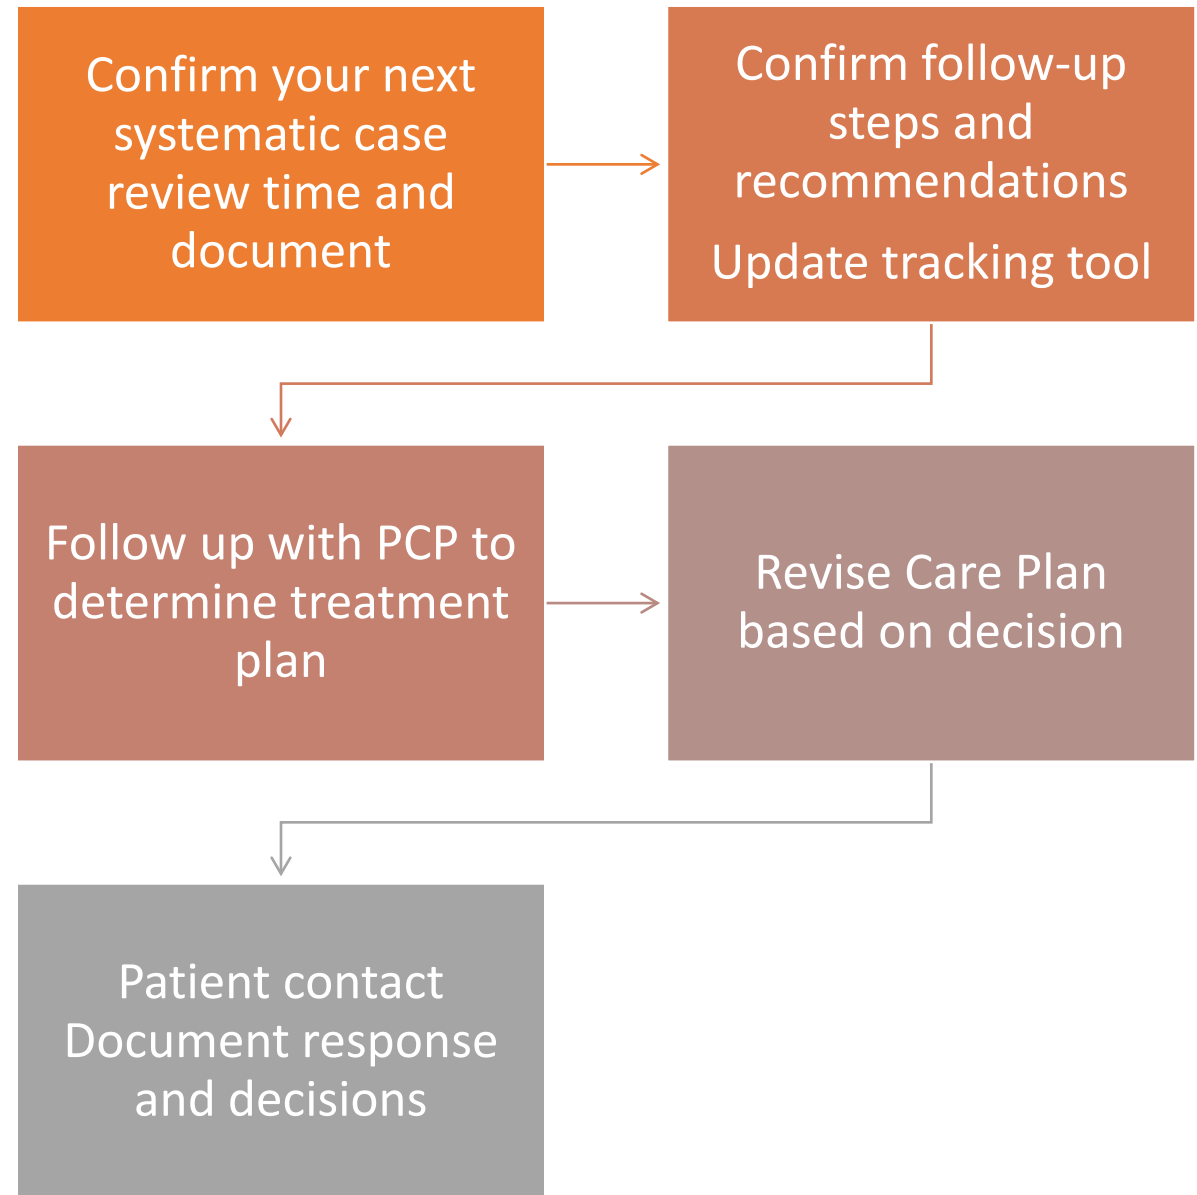 Confirm your next
systematic case
review time and
document
Confirm follow-up
steps and
recommendations
Update tracking tool
Follow up with PCP to
determine treatment
plan
Revise Care Plan
based on decision
Patient contact
Document response
and decisions